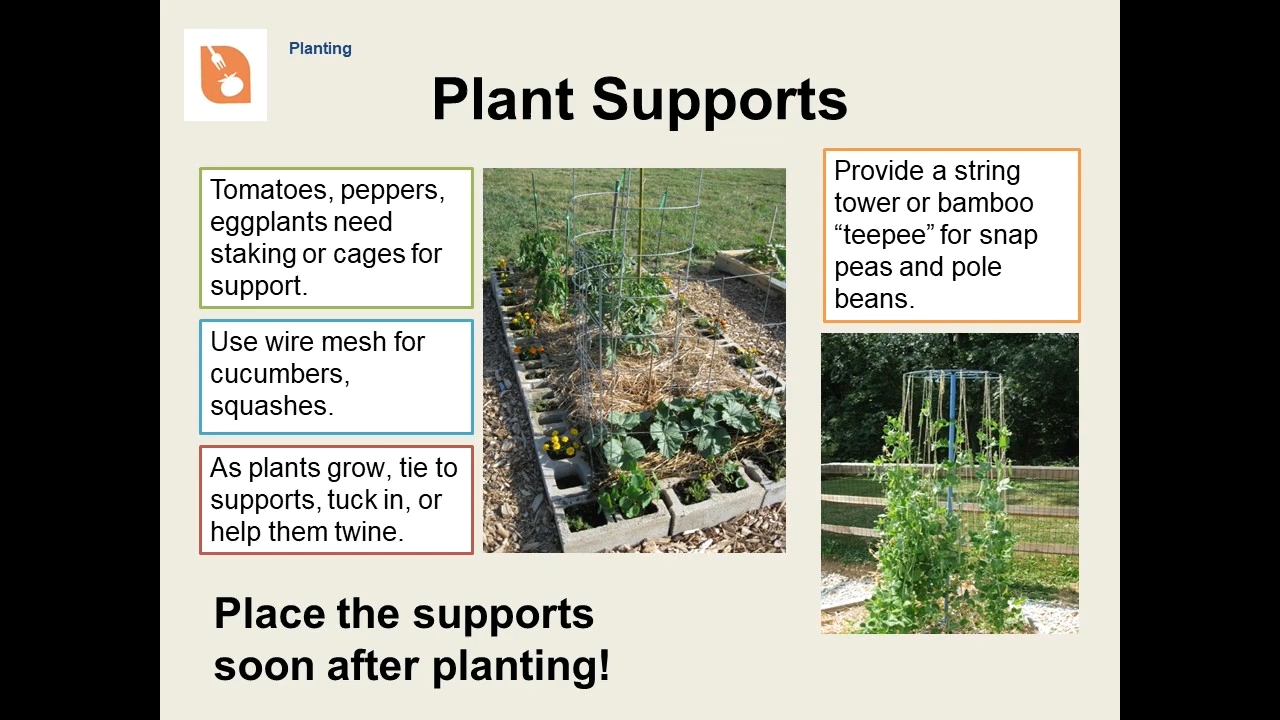 Planting
Plant Supports
Tomatoes, peppers,
eggplants need
staking or cages for
support.
Use wire mesh for
cucumbers,
squashes.
As plants grow, tie to
supports, tuck in, or
help them twine.
Provide a string
tower or bamboo
“teepee” for snap
peas and pole
beans.
Place the supports
soon after planting!